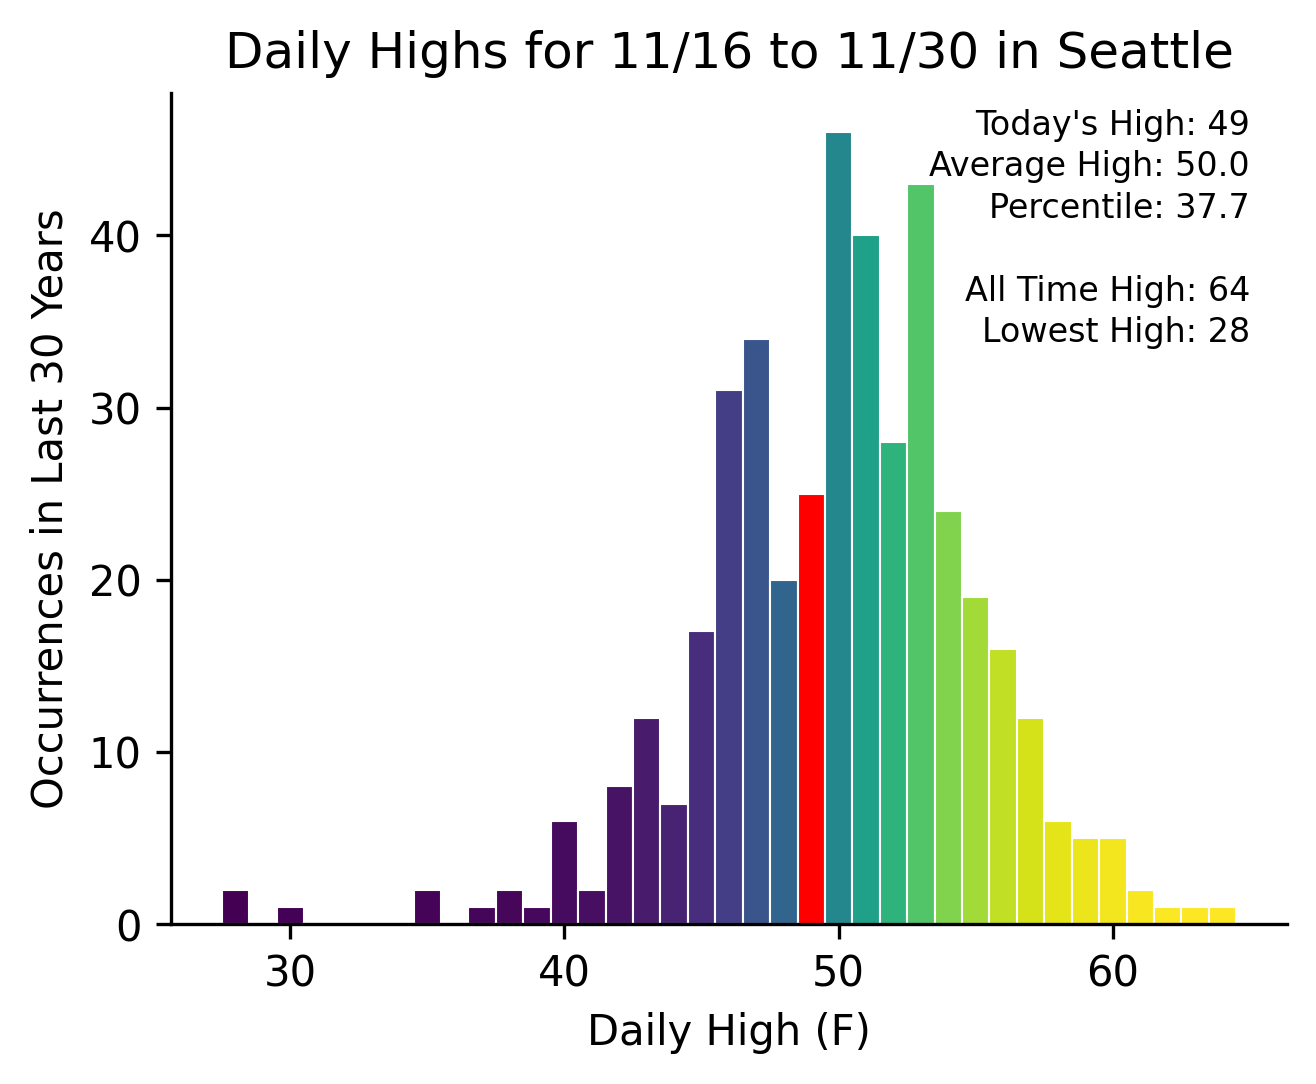 Daily Highs for 11/16 to 11/30 in Seattle
Today's High: 49
Average High: 50.0
Percentile: 37.7
All Time High: 64
Lowest High: 28
Occurrences in Last 30 Years
40
30
20
10
0
30
40
50
60
Daily High (F)